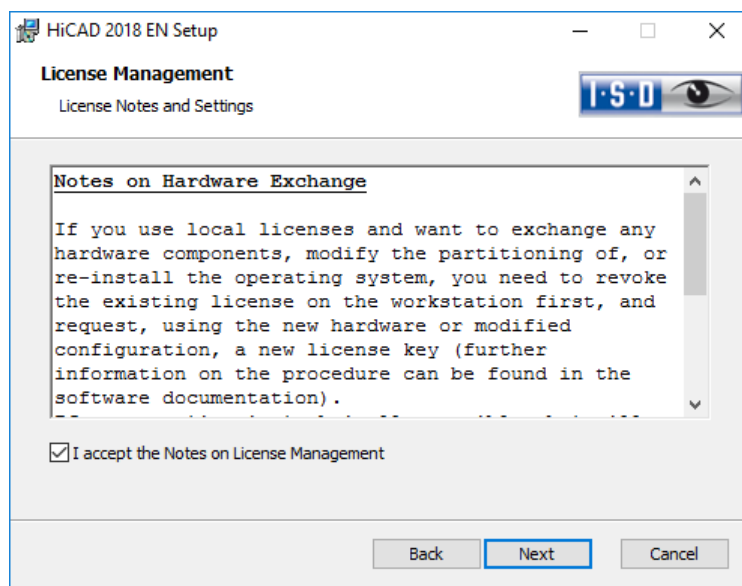 HiCAD 2018 EN Setup
License Management
License Notes and Settings
I·S·D
Notes on Hardware Exchange
If you use local licenses and want to exchange any
hardware components, modify the partitioning of, or
re-install the operating system, you need to revoke
the existing license on the workstation first, and
request, using the new hardware or modified
configuration, a new license key (further
information on the procedure can be found in the
software documentation).
I accept the Notes on License Management
Back
Next
Cancel